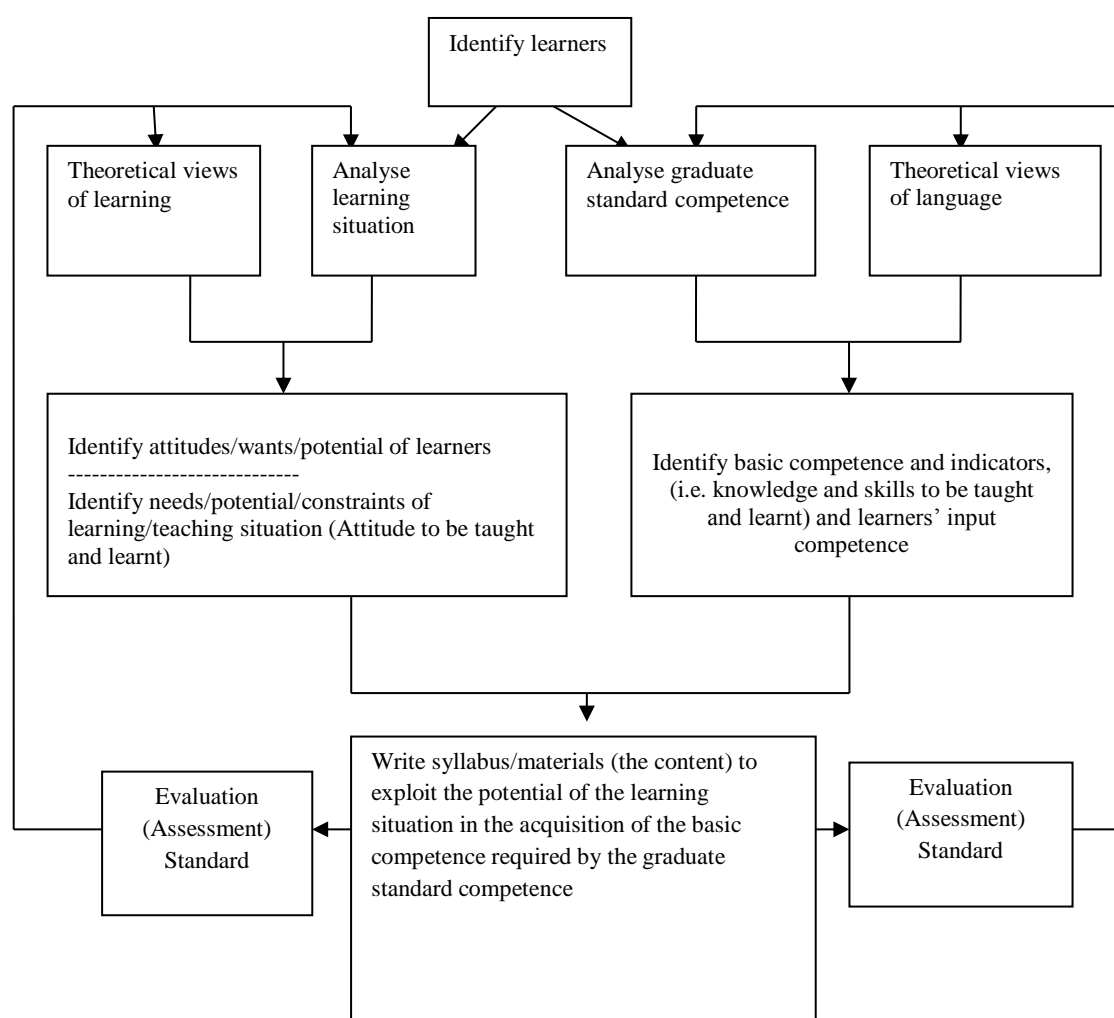 Identify learners
Theoretical views
of learning
Analyse
learning
situation
Analyse graduate
standard competence
Theoretical views
of language
Identify attitudes/wants/potential of learners
-----------------------------
Identify needs/potential/constraints of
learning/teaching situation (Attitude to be taught
and learnt)
Identify basic competence and indicators,
(i.e. knowledge and skills to be taught
and learnt) and learners’ input
competence
Evaluation
(Assessment)
Standard
Write syllabus/materials (the content) to
exploit the potential of the learning
situation in the acquisition of the basic
competence required by the graduate
standard competence
Evaluation
(Assessment)
Standard